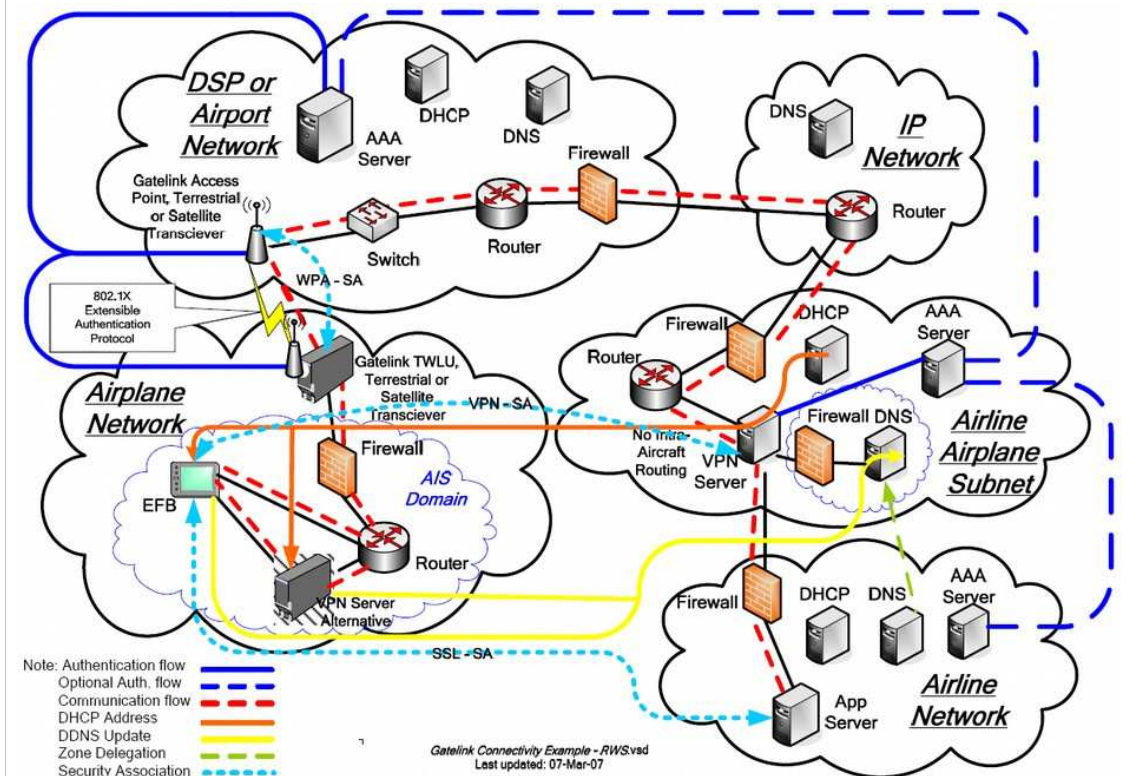 DSP or
Airport
Network
AAA
Server
DHCP
DNS
Firewall
Gatelink Access
Point, Terrestrial
or Satellite
Transciever
Switch
Router
WPA - SA
802.1X
Extensible
Authentication
Protocol
DNS
IP
Network
Router
Airplane
Network
Gatelink TWLU,
Terrestrial or
Satellite
Transciever
VPN - SA
Firewall
AIS
Domain
EFB
Router
VPN Server
Alternative
Firewall
DHCP
AAA
Server
Router
No Intra-
Aircraft
Routing
VPN
Server
Firewall DNS
Airline
Airplane
Subnet
Firewall
DHCP
DNS
AAA
Server
SSL - SA
App
Server
Airline
Network
Note: Authentication flow
Optional Auth. flow
Communication flow
DHCP Address
DDNS Update
Zone Delegation
Security Association
Gatelink Connectivity Example - RWS.vsd
Last updated: 07-Mar-07